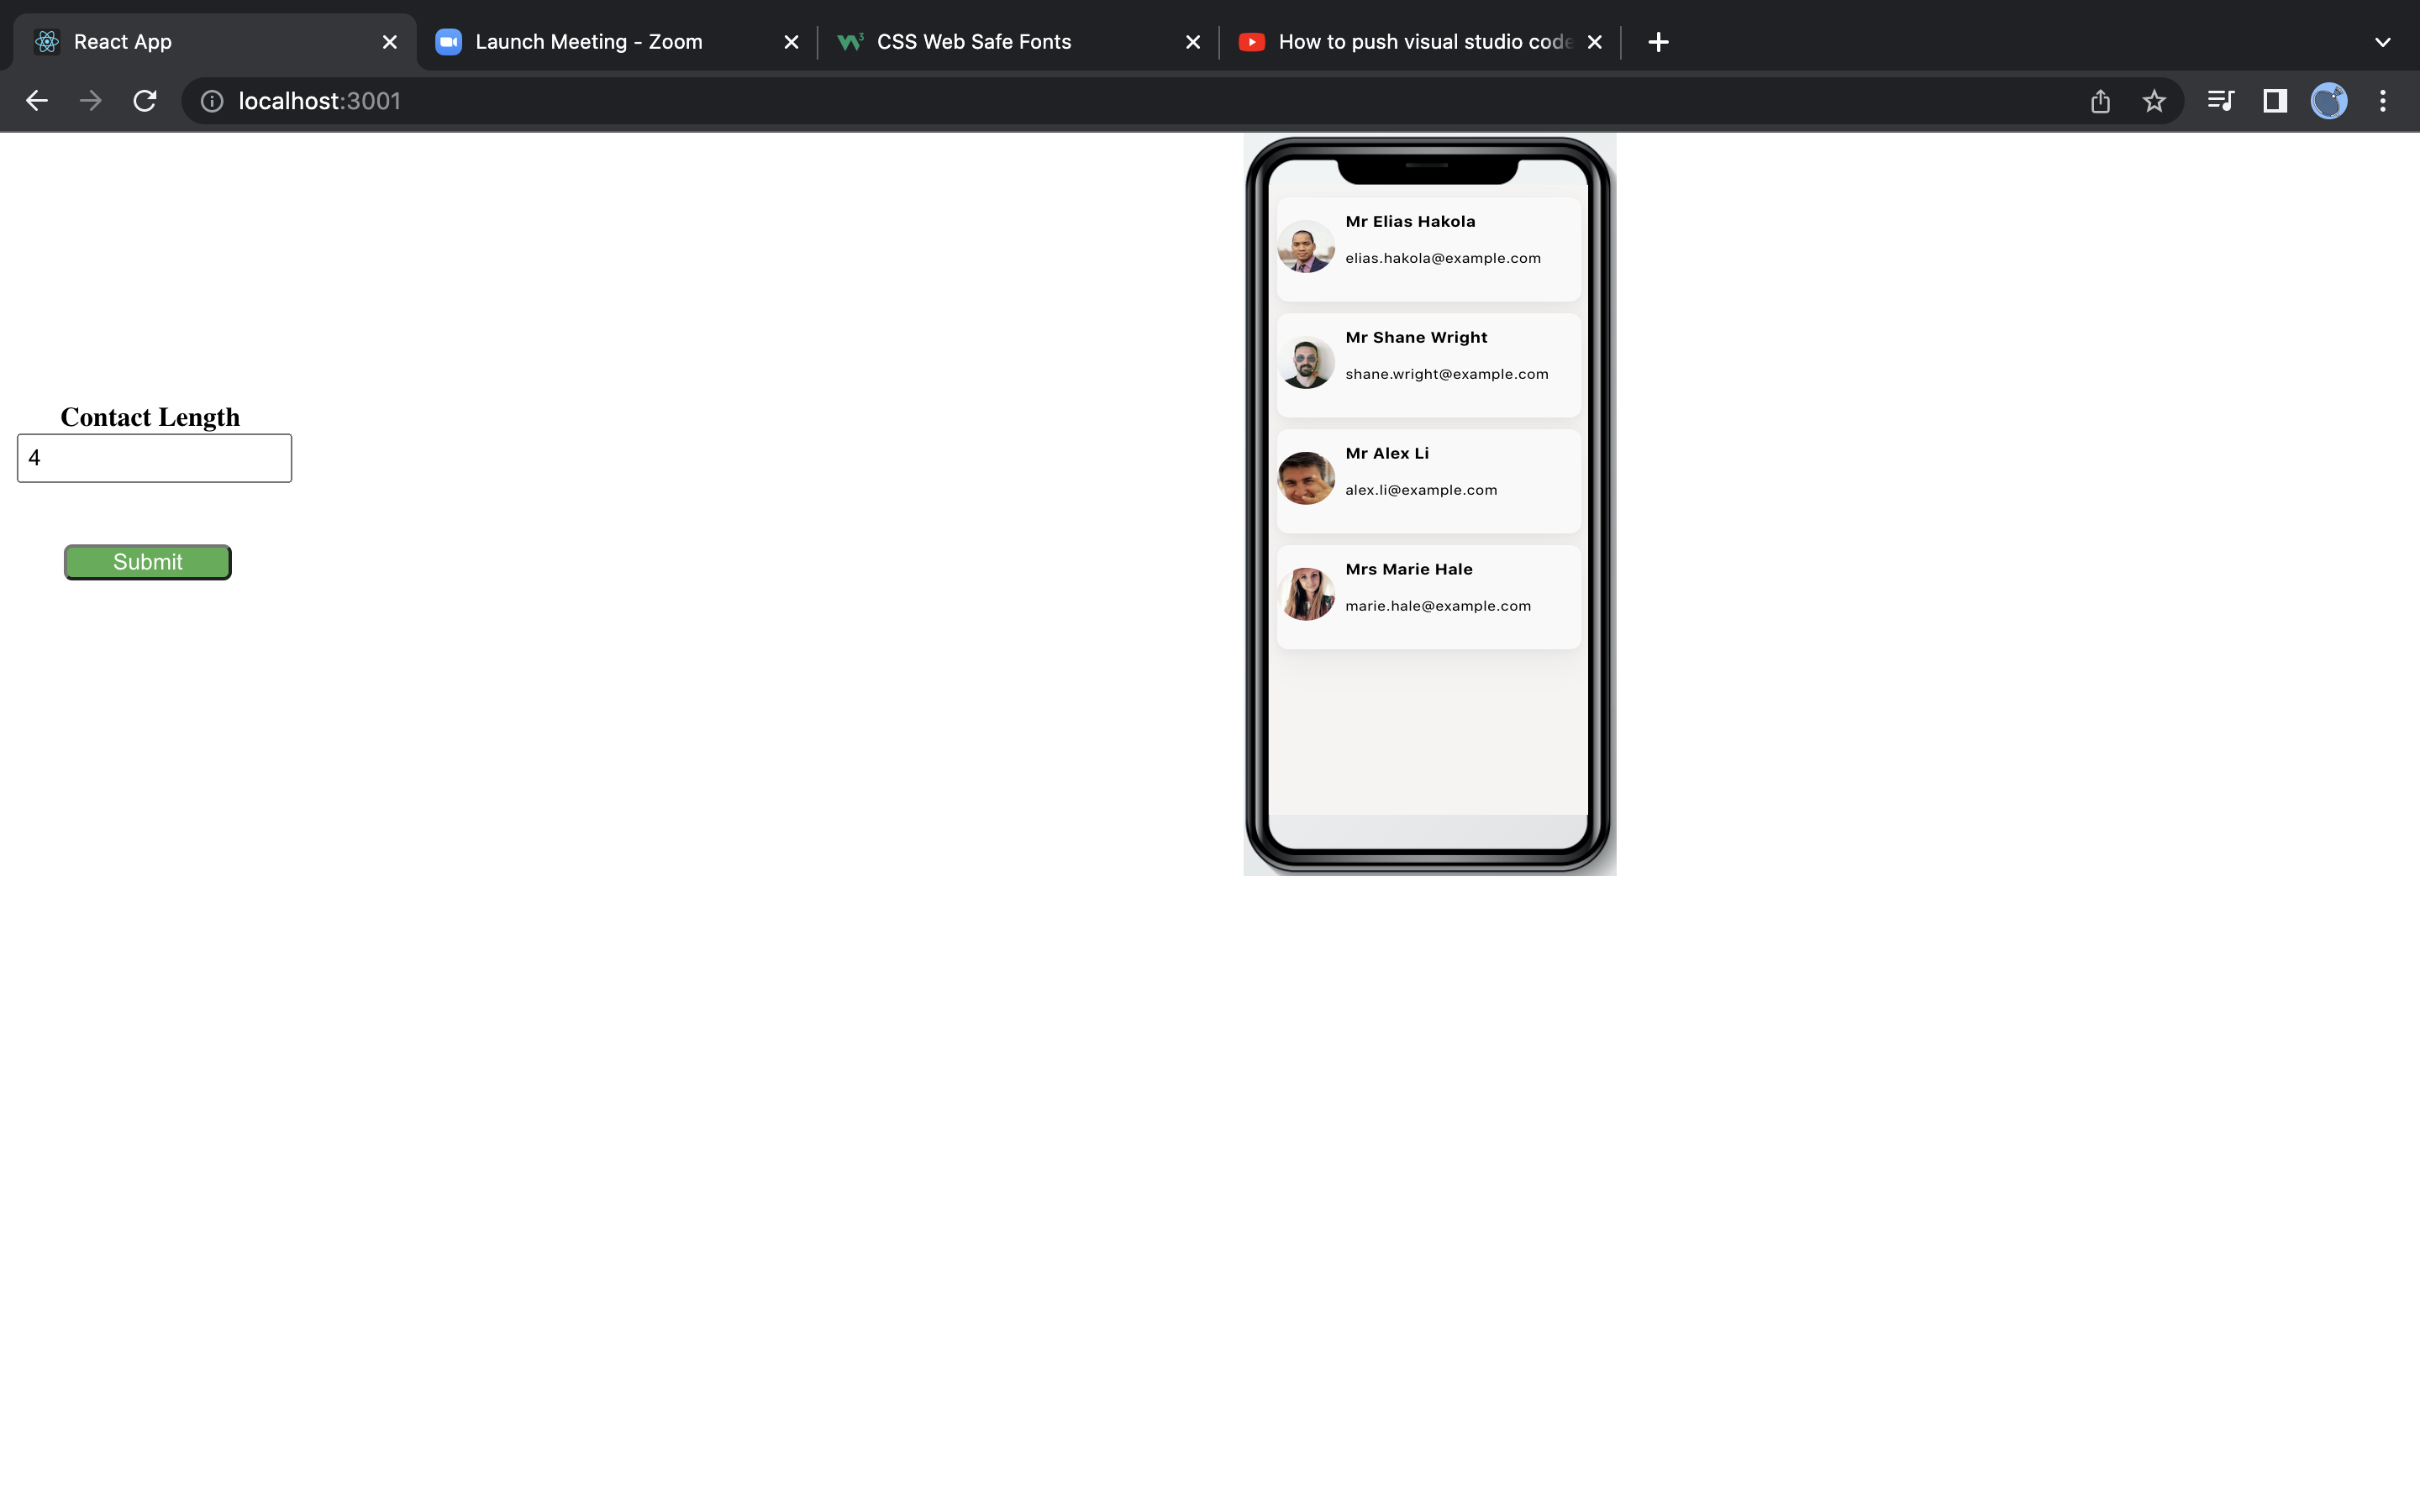 React App
Launch Meeting - Zoom
CSS Web Safe Fonts
How to push visual studio code
localhost:3001
Mr Elias Hakola
elias.hakola@example.com
Mr Shane Wright
shane.wright@example.com
Contact Length
4
Mr Alex Li
alex.li@example.com
Submit
Mrs Marie Hale
marie.hale@example.com